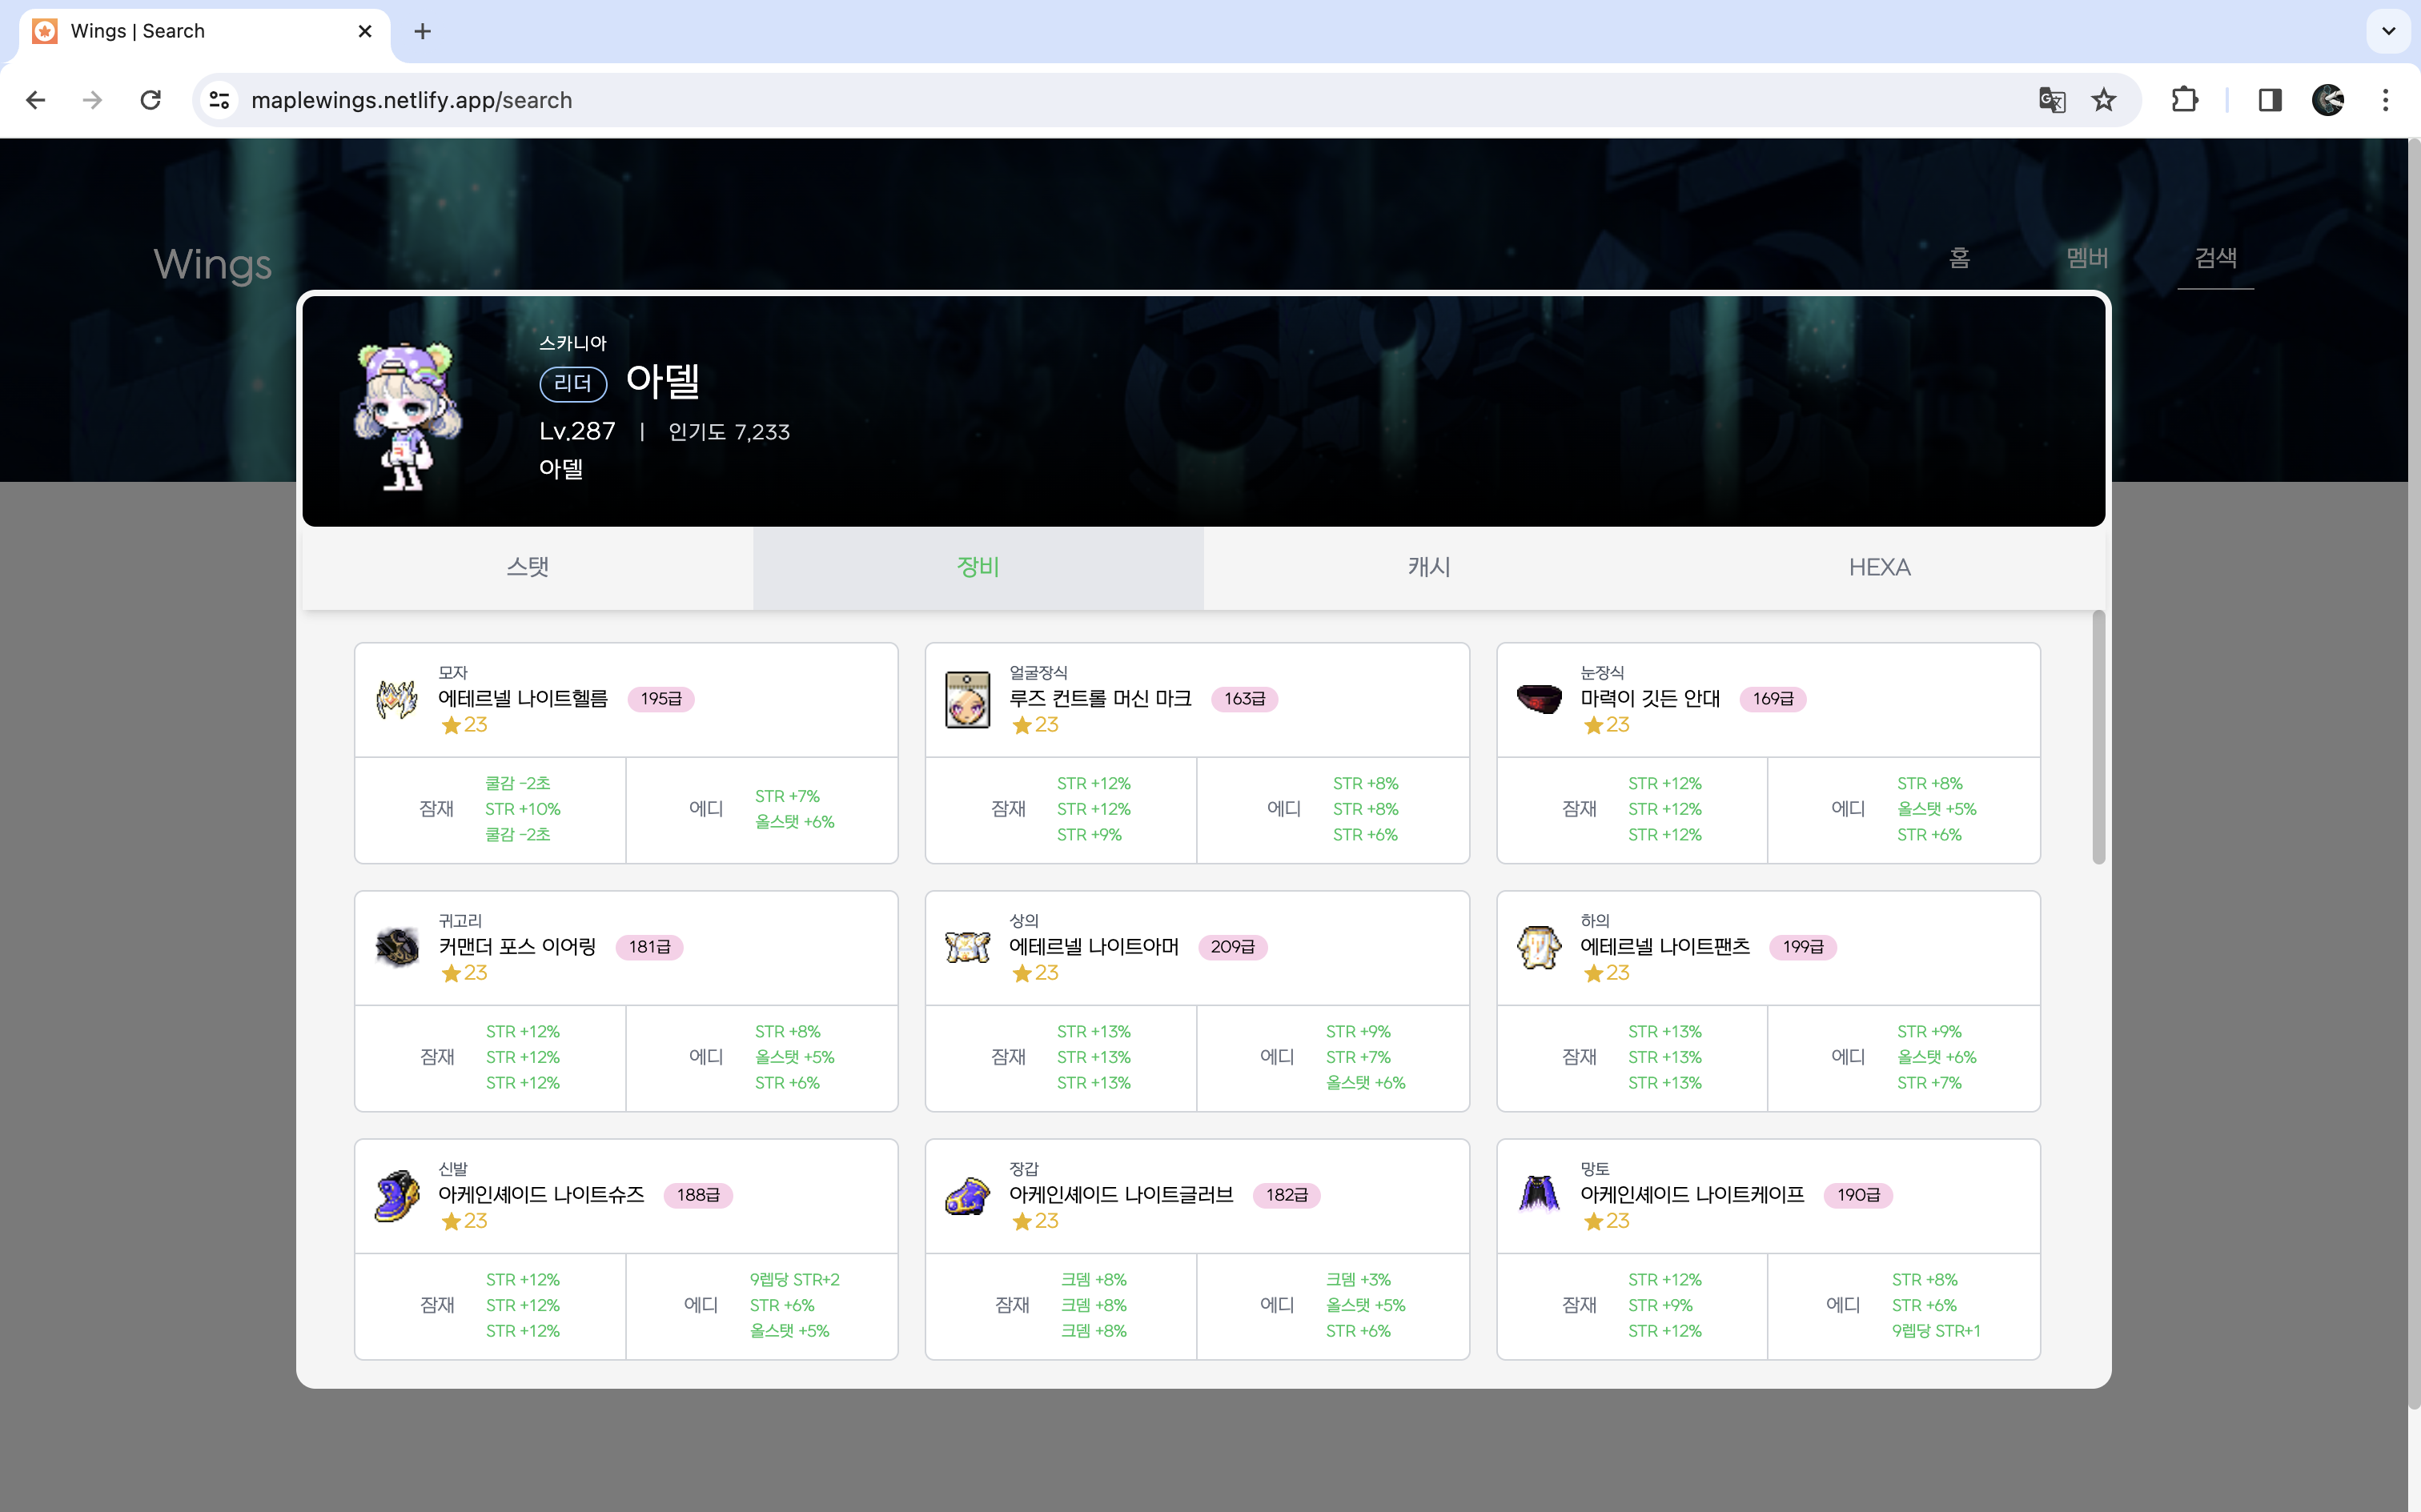 Wings | Search
maplewings.netlify.app/search
Wings
홈
멤버
검색
스카니아
리더 아델
Lv.287 | 인기도 7,233
아델
스탯
장비
캐시
HEXA
모자
에테르넬 나이트헬름 195급
23
잠재
쿨감 -2초
STR +10%
쿨감 -2초
에디
STR +7%
올스탯 +6%
얼굴장식
루즈 컨트롤 머신 마크 163급
23
잠재
STR +12%
STR +12%
STR +9%
에디
STR +8%
STR +8%
STR +6%
눈장식
마력이 깃든 안대 169급
23
잠재
STR +12%
STR +12%
STR +12%
에디
STR +8%
올스탯 +5%
STR +6%
귀고리
커맨더 포스 이어링 181급
23
잠재
STR +12%
STR +12%
STR +12%
에디
STR +8%
올스탯 +5%
STR +6%
상의
에테르넬 나이트아머 209급
23
잠재
STR +13%
STR +13%
STR +13%
에디
STR +9%
STR +7%
올스탯 +6%
하의
에테르넬 나이트팬츠 199급
23
잠재
STR +13%
STR +13%
STR +13%
에디
STR +9%
올스탯 +6%
STR +7%
신발
아케인셰이드 나이트슈즈 188급
23
잠재
STR +12%
STR +12%
STR +12%
에디
9렙당 STR+2
STR +6%
올스탯 +5%
장갑
아케인셰이드 나이트글러브 182급
23
잠재
크뎀 +8%
크뎀 +8%
크뎀 +8%
에디
크뎀 +3%
올스탯 +5%
STR +6%
망토
아케인셰이드 나이트케이프 190급
23
잠재
STR +12%
STR +9%
STR +12%
에디
STR +8%
STR +6%
9렙당 STR+1